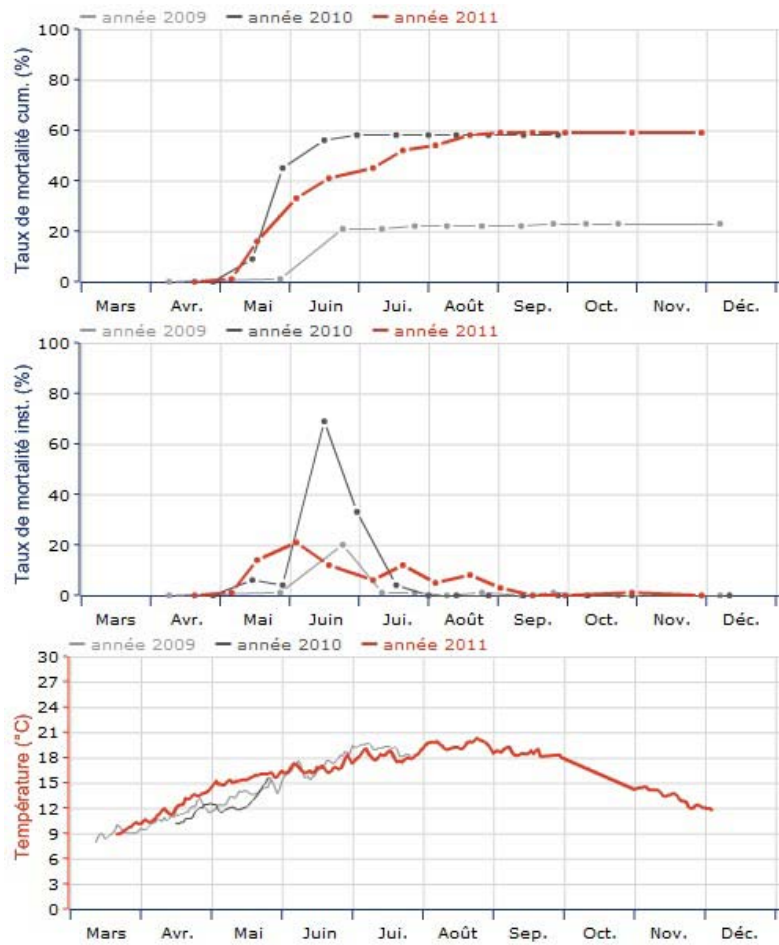 année 2009 année 2010 année 2011
Taux de mortalité cum. (%)
100
80
60
40
20
0
Mars Avr. Mai Juin Jui. Août Sep. Oct. Nov. Déc.
année 2009 année 2010 année 2011
Taux de mortalité inst. (%)
100
80
60
40
20
0
Mars Avr. Mai Juin Jui. Août Sep. Oct. Nov. Déc.
année 2009 année 2010 année 2011
Température (°C)
30
27
24
21
18
15
12
9
6
3
0
Mars Avr. Mai Juin Jui. Août Sep. Oct. Nov. Déc.